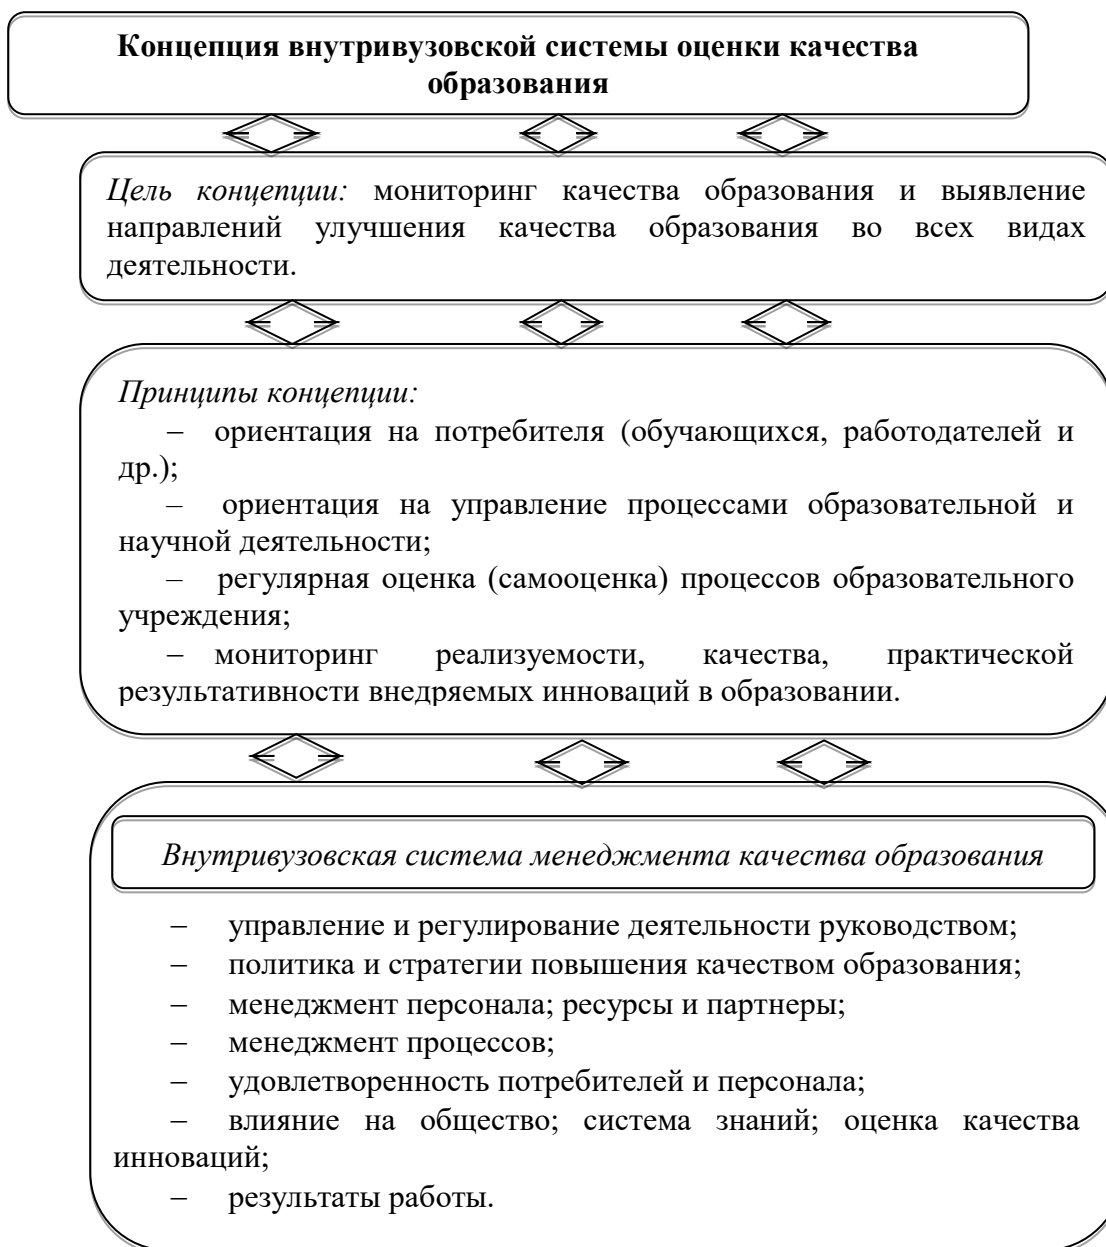 Концепция внутривузовской системы оценки качества
образования
Цель концепции: мониторинг качества образования и выявление
направлений улучшения качества образования во всех видах
деятельности.
Принципы концепции:
– ориентация на потребителя (обучающихся, работодателей и
др.);
– ориентация на управление процессами образовательной и
научной деятельности;
– регулярная оценка (самооценка) процессов образовательного
учреждения;
– мониторинг реализуемости, качества, практической
результативности внедряемых инноваций в образовании.
Внутривузовская система менеджмента качества образования
– управление и регулирование деятельности руководством;
– политика и стратегии повышения качеством образования;
– менеджмент персонала; ресурсы и партнеры;
– менеджмент процессов;
– удовлетворенность потребителей и персонала;
– влияние на общество; система знаний; оценка качества
инноваций;
– результаты работы.